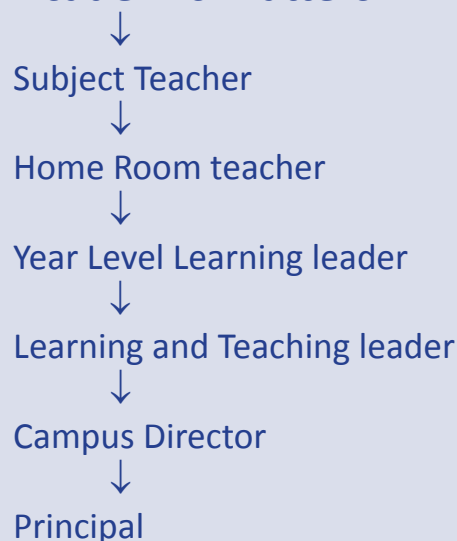 ↓
Subject Teacher
↓
Home Room teacher
↓
Year Level Learning leader
↓
Learning and Teaching leader
↓
Campus Director
↓
Principal